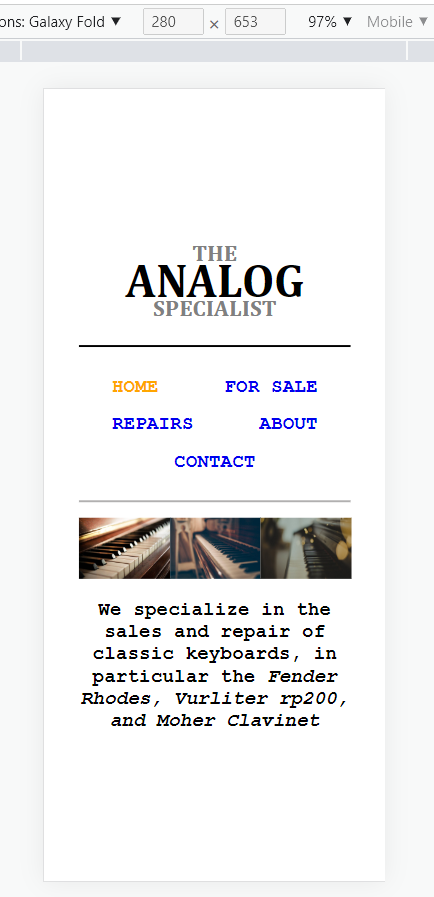 ons: Galaxy Fold ▼ 280 × 653 97% ▼ Mobile ▼
THE
ANALOG
SPECIALIST
HOME FOR SALE
REPAIRS ABOUT
CONTACT
We specialize in the
sales and repair of
classic keyboards, in
particular the Fender
Rhodes, Vurliter rp200,
and Moher Clavinet